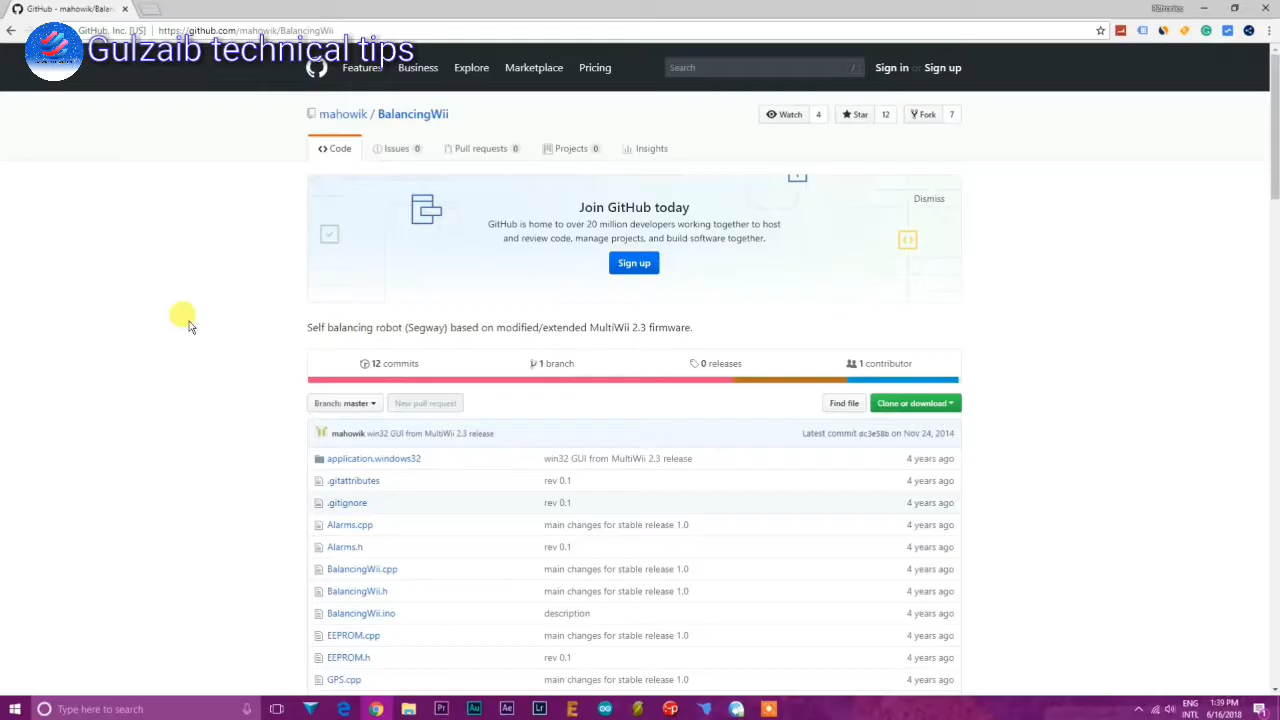 GitHub - mahowik/Balan
GitHub, Inc. [US] https://github.com/mahowik/BalancingWii
Gulzaib technical tips
Features Business Explore Marketplace Pricing Search / Sign in or Sign up
mahowik / BalancingWii Watch 4 Star 12 Fork 7
Code Issues 0 Pull requests 0 Projects 0 Insights
Join GitHub today
Dismiss
GitHub is home to over 20 million developers working together to host
and review code, manage projects, and build software together.
Sign up
Self balancing robot (Segway) based on modified/extended MultiWii 2.3 firmware.
12 commits 1 branch 0 releases 1 contributor
Branch: master New pull request Find file Clone or download
mahowik win32 GUI from MultiWii 2.3 release Latest commit dc3e58b on Nov 24, 2014
application.windows32 win32 GUI from MultiWii 2.3 release 4 years ago
.gitattributes rev 0.1 4 years ago
.gitignore rev 0.1 4 years ago
Alarms.cpp main changes for stable release 1.0 4 years ago
Alarms.h rev 0.1 4 years ago
BalancingWii.cpp main changes for stable release 1.0 4 years ago
BalancingWii.h main changes for stable release 1.0 4 years ago
BalancingWii.ino description 4 years ago
EEPROM.cpp main changes for stable release 1.0 4 years ago
EEPROM.h rev 0.1 4 years ago
GPS.cpp main changes for stable release 1.0 4 years ago
Type here to search Pr Au Ae Lr E ENG 1:39 PM
INTL 6/16/2018